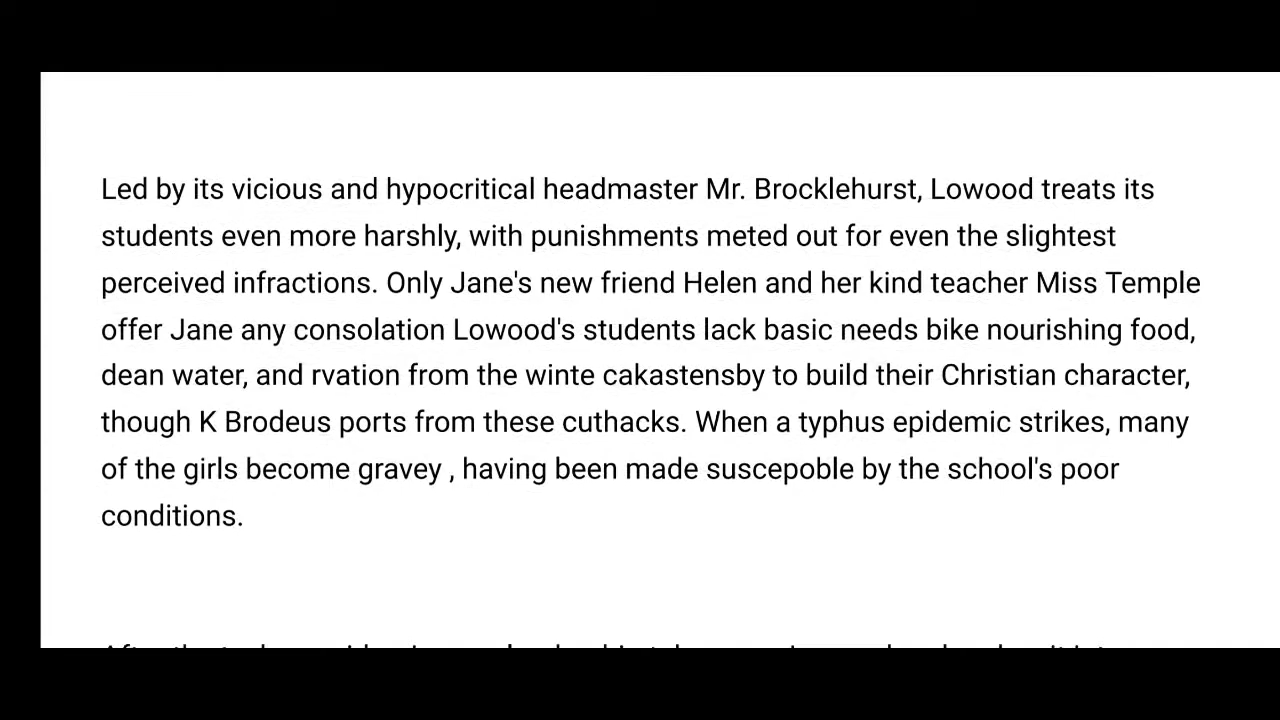 Led by its vicious and hypocritical headmaster Mr. Brocklehurst, Lowood treats its
students even more harshly, with punishments meted out for even the slightest
perceived infractions. Only Jane's new friend Helen and her kind teacher Miss Temple
offer Jane any consolation Lowood's students lack basic needs bike nourishing food,
dean water, and rvation from the winte cakastensby to build their Christian character,
though K Brodeus ports from these cuthacks. When a typhus epidemic strikes, many
of the girls become gravey , having been made suscepoble by the school's poor
conditions.